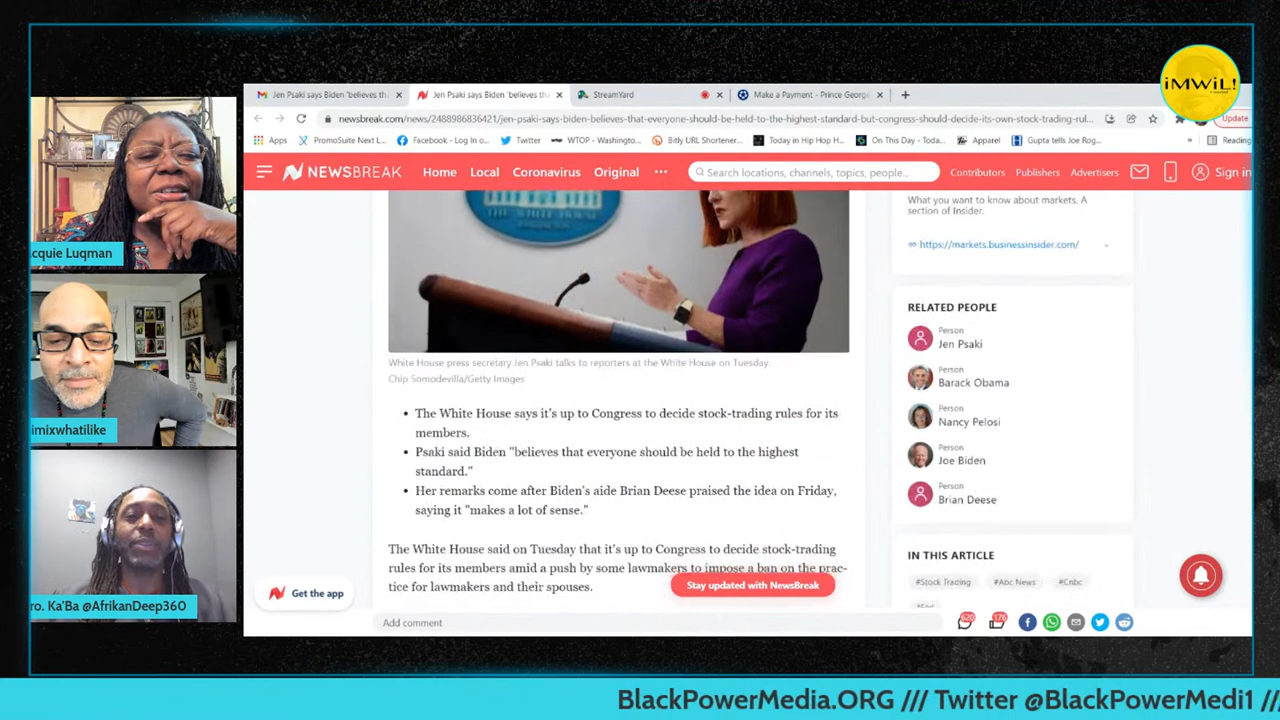 iMWiL!
Jen Psaki says Biden 'believes th
Jen Psaki says Biden 'believes th
StreamYard
Make a Payment - Prince George
newsbreak.com/news/2488986836421/jen-psaki-says-biden-believes-that-everyone-should-be-held-to-the-highest-standard-but-congress-should-decide-its-own-stock-trading-rul...
Update
Apps
PromoSuite Next L...
Facebook - Log in o...
Twitter
WTOP - Washingto...
Bitly URL Shortener...
Today in Hip Hop H...
On This Day - Toda...
Apparel
Gupta tells Joe Rog...
Reading
NEWSBREAK
Home
Local
Coronavirus
Original
Search locations, channels, topics, people...
Contributors
Publishers
Advertisers
Sign in
THE WHITE HOUSE
What you want to know about markets. A
section of Insider.
https://markets.businessinsider.com/
cquie Luqman
imixwhatilike
ro. Ka'Ba @AfrikanDeep360
White House press secretary Jen Psaki talks to reporters at the White House on Tuesday.
Chip Somodevilla/Getty Images
• The White House says it's up to Congress to decide stock-trading rules for its
members.
• Psaki said Biden "believes that everyone should be held to the highest
standard."
• Her remarks come after Biden's aide Brian Deese praised the idea on Friday,
saying it "makes a lot of sense."
The White House said on Tuesday that it's up to Congress to decide stock-trading
rules for its members amid a push by some lawmakers to impose a ban on the prac-
tice for lawmakers and their spouses.
RELATED PEOPLE
Person
Jen Psaki
Person
Barack Obama
Person
Nancy Pelosi
Person
Joe Biden
Person
Brian Deese
IN THIS ARTICLE
#Stock Trading
#Abc News
#Cnbc
Get the app
Stay updated with NewsBreak
Add comment
620
176
BlackPowerMedia.ORG /// Twitter @BlackPowerMedi1 ///